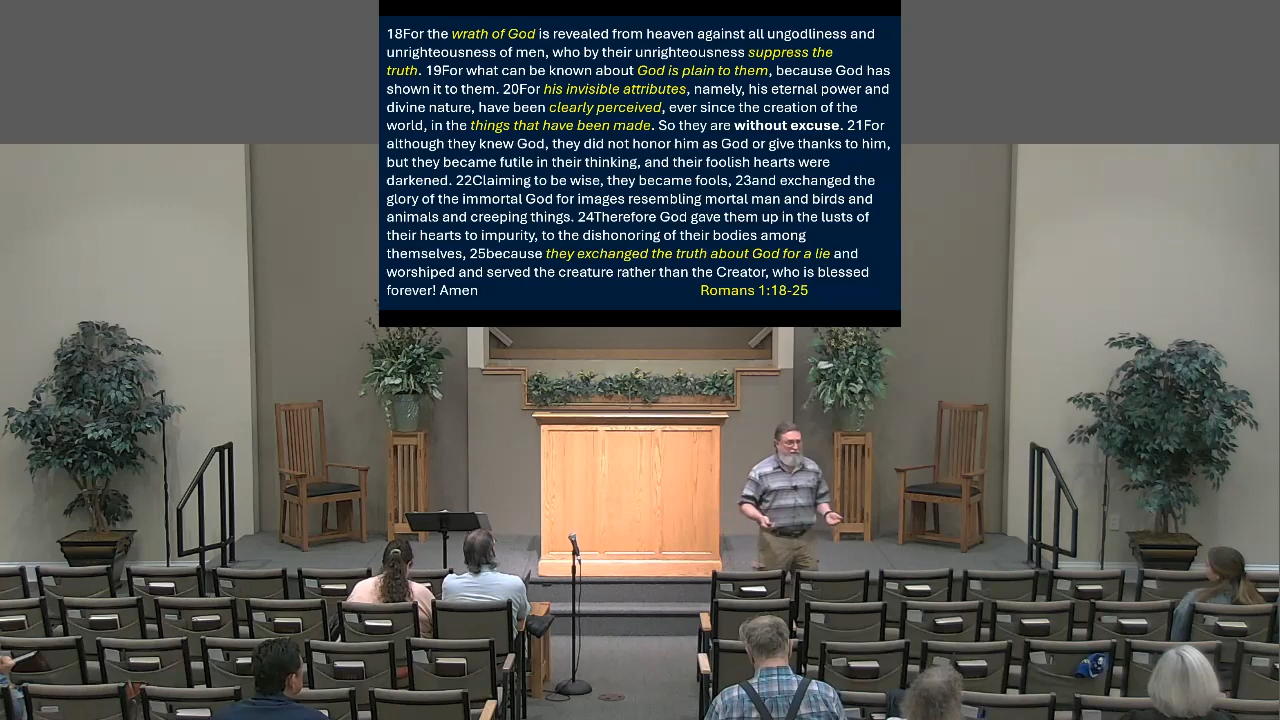 18For the wrath of God is revealed from heaven against all ungodliness and
unrighteousness of men, who by their unrighteousness suppress the
truth. 19For what can be known about God is plain to them, because God has
shown it to them. 20For his invisible attributes, namely, his eternal power and
divine nature, have been clearly perceived, ever since the creation of the
world, in the things that have been made. So they are without excuse. 21For
although they knew God, they did not honor him as God or give thanks to him,
but they became futile in their thinking, and their foolish hearts were
darkened. 22Claiming to be wise, they became fools, 23and exchanged the
glory of the immortal God for images resembling mortal man and birds and
animals and creeping things. 24Therefore God gave them up in the lusts of
their hearts to impurity, to the dishonoring of their bodies among
themselves, 25because they exchanged the truth about God for a lie and
worshiped and served the creature rather than the Creator, who is blessed
forever! Amen Romans 1:18-25